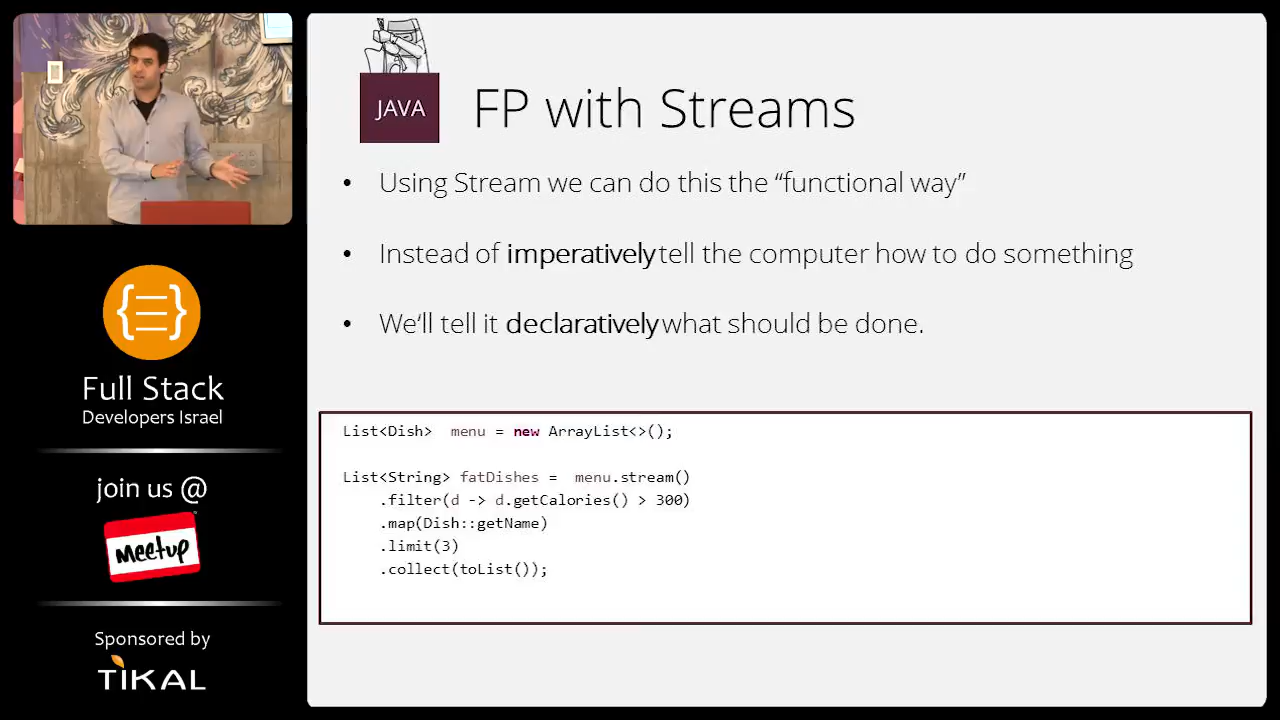 JAVA
FP with Streams
• Using Stream we can do this the “functional way”
• Instead of imperatively tell the computer how to do something
• We’ll tell it declaratively what should be done.
List<Dish>  menu = new ArrayList<>();
List<String> fatDishes =  menu.stream()
.filter(d -> d.getCalories() > 300)
.map(Dish::getName)
.limit(3)
.collect(toList());
{☰}
Full Stack
Developers Israel
join us @
Meetup
Sponsored by
TIKAL